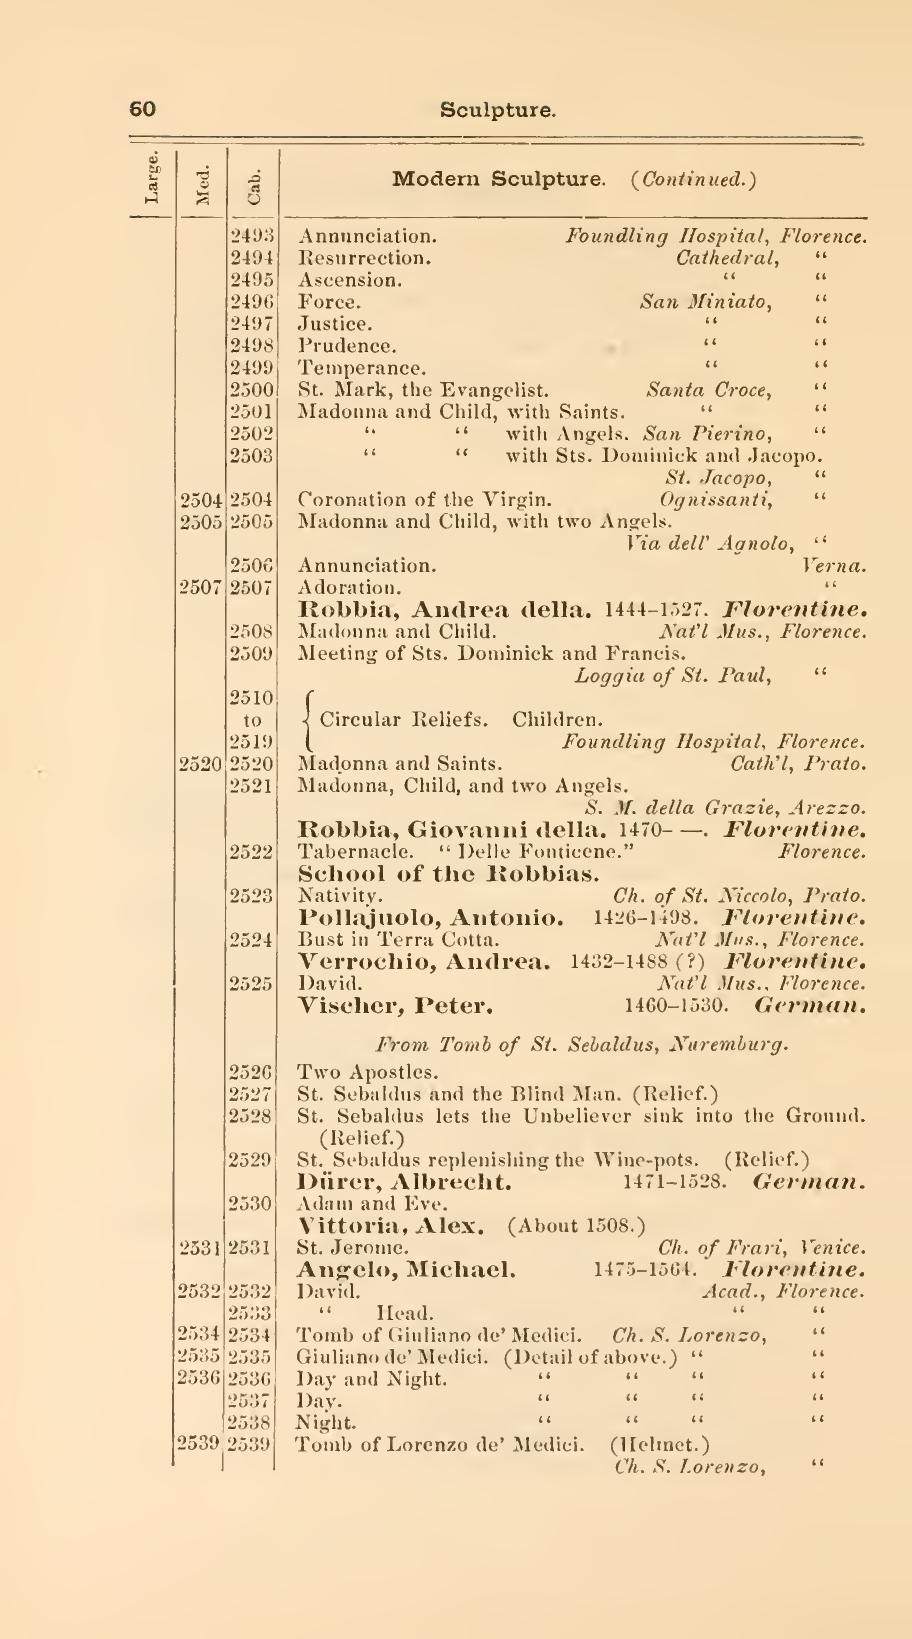 60 Sculpture.
Large. Med. Cab. Modern Sculpture. (Continued.)
2493 Annunciation. Foundling Hospital, Florence.
2494 Resurrection. Cathedral, “
2495 Ascension. “ “
2496 Force. San Miniato, “
2497 Justice. “ “
2498 Prudence. “ “
2499 Temperance. “ “
2500 St. Mark, the Evangelist. Santa Croce, “
2501 Madonna and Child, with Saints. “ “
2502 “ “ with Angels. San Pierino, “
2503 “ “ with Sts. Dominick and Jacopo.
St. Jacopo, “
2504 2504 Coronation of the Virgin. Ognissanti, “
2505 2505 Madonna and Child, with two Angels.
Via dell' Agnolo, “
2506 Annunciation. Verna.
2507 2507 Adoration. “
Robbia, Andrea della. 1444–1527. Florentine.
2508 Madonna and Child. Nat'l Mus., Florence.
2509 Meeting of Sts. Dominick and Francis.
Loggia of St. Paul, “
2510
to { Circular Reliefs. Children.
2519 Foundling Hospital, Florence.
2520 2520 Madonna and Saints. Cath'l, Prato.
2521 Madonna, Child, and two Angels.
S. M. della Grazie, Arezzo.
Robbia, Giovanni della. 1470– —. Florentine.
2522 Tabernacle. “ Delle Fonticene.” Florence.
School of the Robbias.
2523 Nativity. Ch. of St. Niccolo, Prato.
Pollajuolo, Antonio. 1426–1498. Florentine.
2524 Bust in Terra Cotta. Nat'l Mus., Florence.
Verrochio, Andrea. 1432–1488 (?) Florentine.
2525 David. Nat'l Mus., Florence.
Vischer, Peter. 1460–1530. German.
From Tomb of St. Sebaldus, Nuremburg.
2526 Two Apostles.
2527 St. Sebaldus and the Blind Man. (Relief.)
2528 St. Sebaldus lets the Unbeliever sink into the Ground.
(Relief.)
2529 St. Sebaldus replenishing the Wine-pots. (Relief.)
Dürer, Albrecht. 1471–1528. German.
2530 Adam and Eve.
Vittoria, Alex. (About 1508.)
2531 2531 St. Jerome. Ch. of Frari, Venice.
Angelo, Michael. 1475–1564. Florentine.
2532 2532 David. Acad., Florence.
2533 “ Head. “ “
2534 2534 Tomb of Giuliano de' Medici. Ch. S. Lorenzo, “
2535 2535 Giuliano de' Medici. (Detail of above.) “ “
2536 2536 Day and Night. “ “ “ “
2537 Day. “ “ “ “
2538 Night. “ “ “ “
2539 2539 Tomb of Lorenzo de' Medici. (Helmet.)
Ch. S. Lorenzo, “